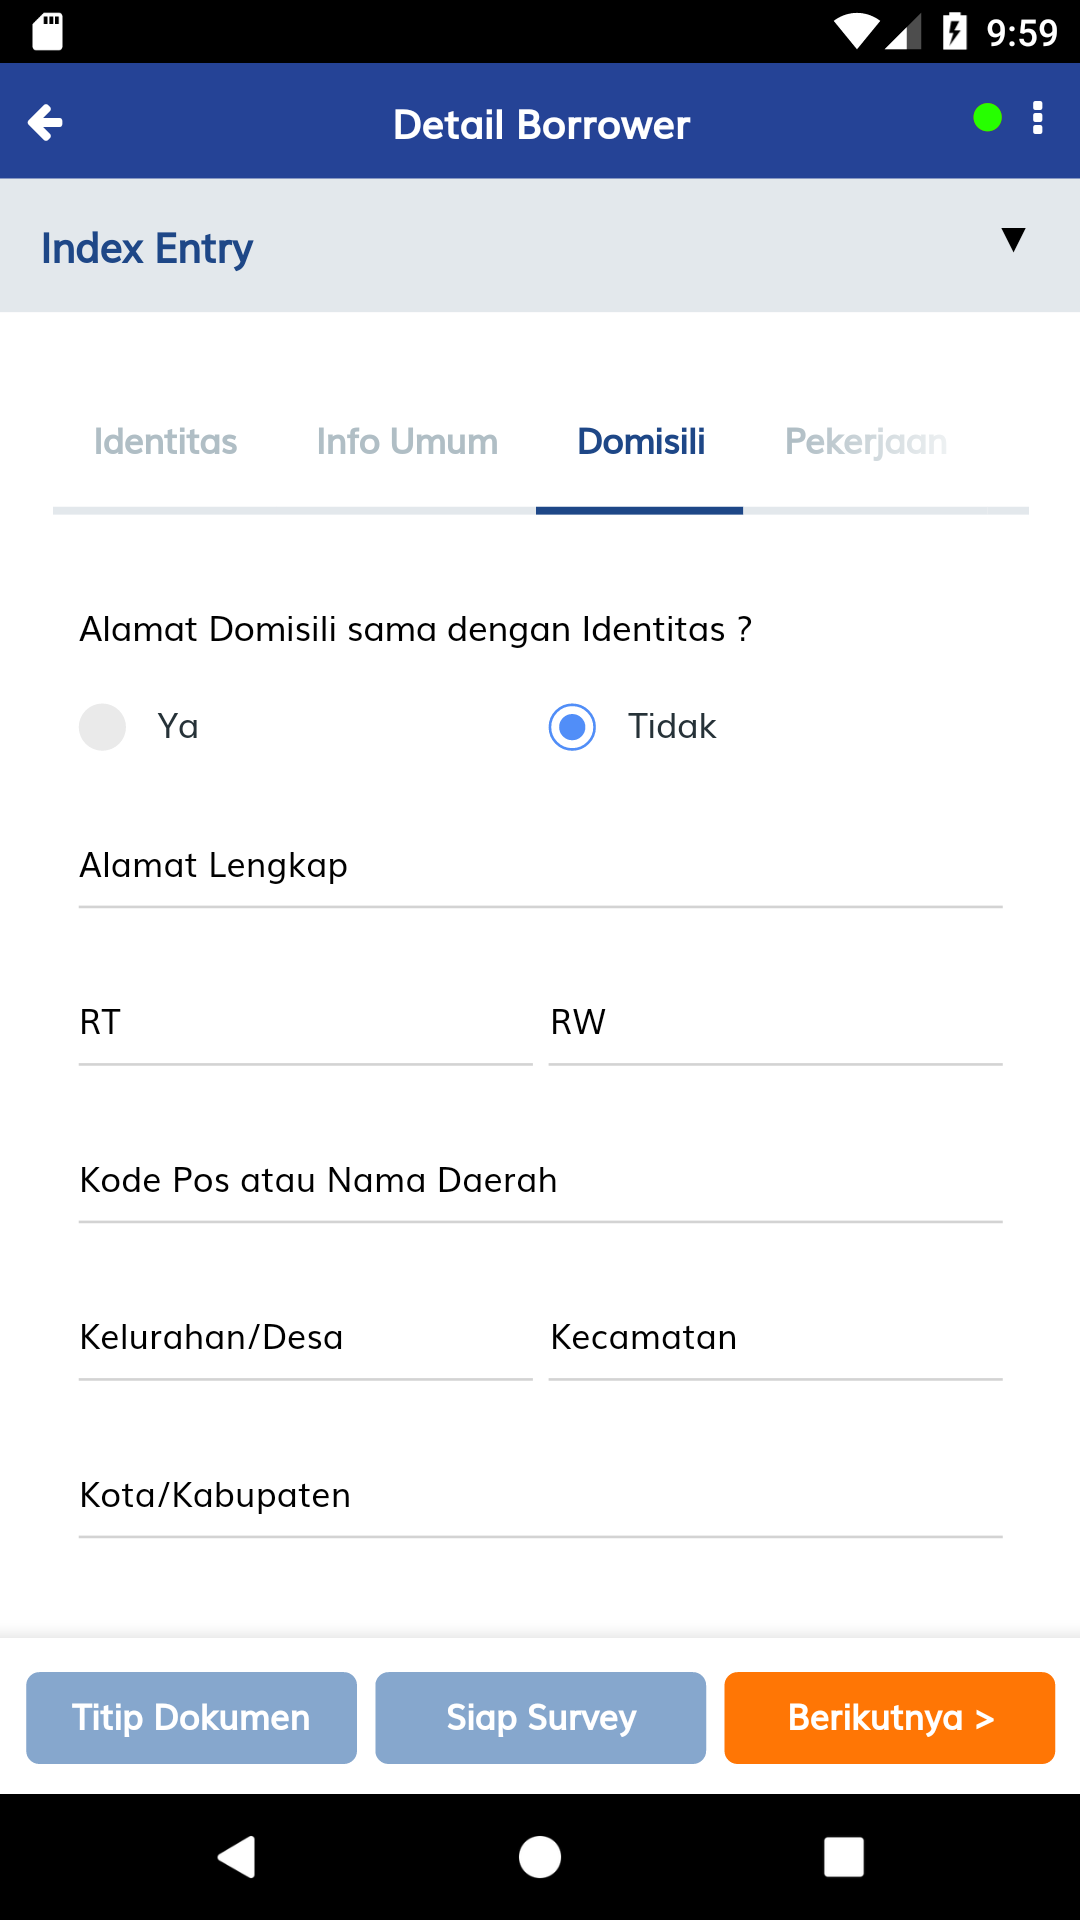 9:59
Detail Borrower
Index Entry
Identitas Info Umum Domisili Pekerjaan
Alamat Domisili sama dengan Identitas ?
Ya Tidak
Alamat Lengkap
RT RW
Kode Pos atau Nama Daerah
Kelurahan/Desa Kecamatan
Kota/Kabupaten
Titip Dokumen Siap Survey Berikutnya >